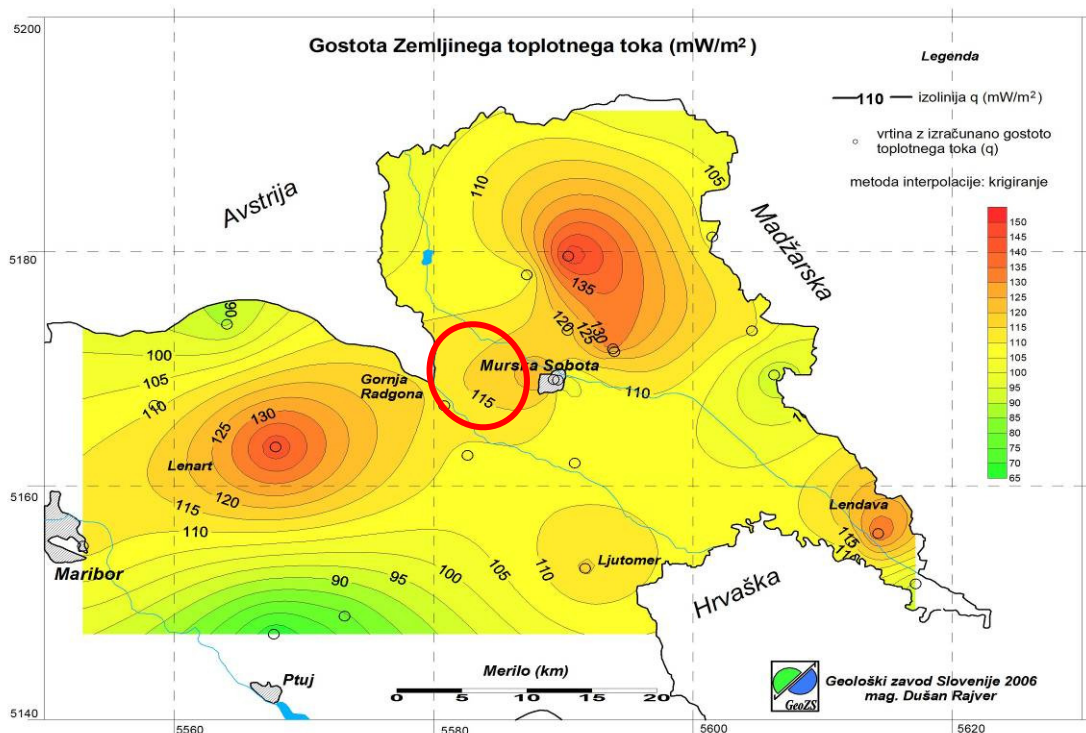 5200
Gostota Zemljinega toplotnega toka (mW/m²)
Legenda
110 izolinija q (mW/m²)
vrtina z izračunano gostoto
toplotnega toka (q)
metoda interpolacije: krigiranje
Avstrija
Madžarska
105
110
150
145
140
135
130
125
120
115
110
105
100
95
90
85
80
75
70
65
5180
135
120
125
130
90
100
105
110
Murska Sobota
Gornja
Radgona
115
110
130
125
Lenart
120
115
110
5160
Lendava
115
110
Maribor
Ljutomer
110
105
100
95
90
Hrvaška
Ptuj
Merilo (km)
0 5 10 15 20
Geološki zavod Slovenije 2006
mag. Dušan Rajver
GeoZS
5140
5560
5580
5600
5620